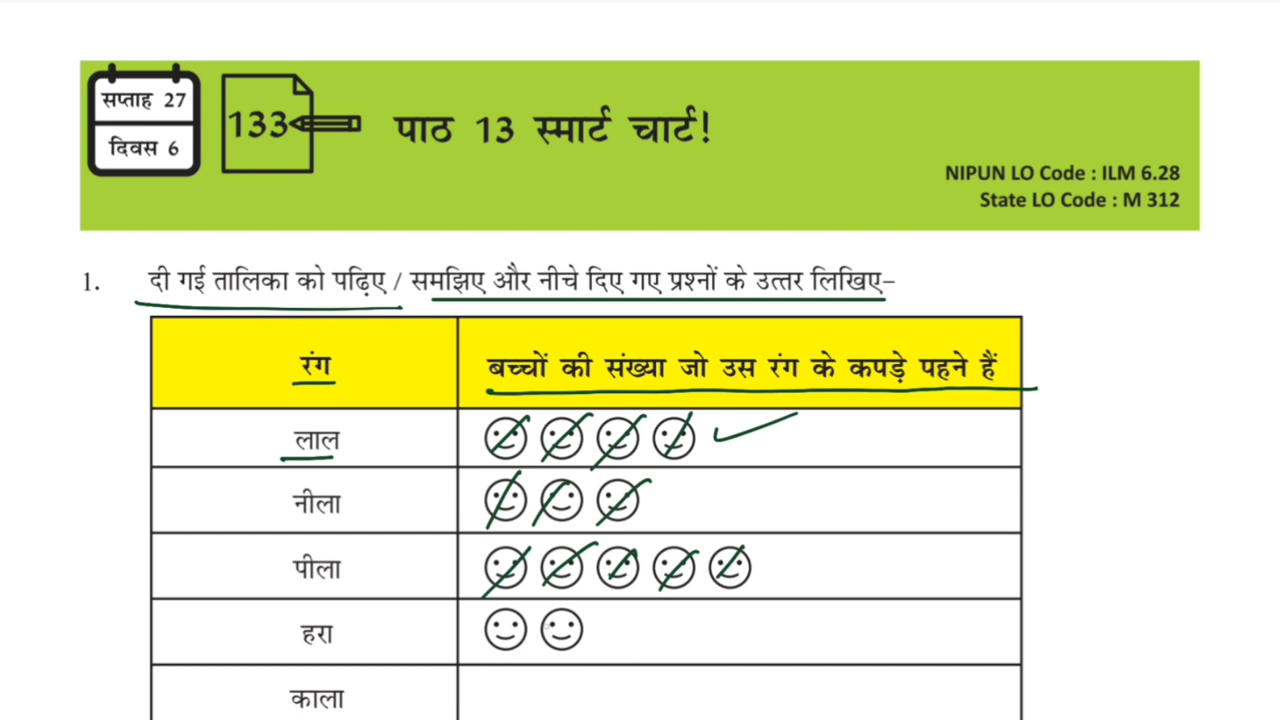 सप्ताह 27
दिवस 6
133
पाठ 13 स्मार्ट चार्ट!
NIPUN LO Code : ILM 6.28
State LO Code : M 312
1. दी गई तालिका को पढ़िए / समझिए और नीचे दिए गए प्रश्नों के उत्तर लिखिए–
रंग
बच्चों की संख्या जो उस रंग के कपड़े पहने हैं
लाल
नीला
पीला
हरा
काला